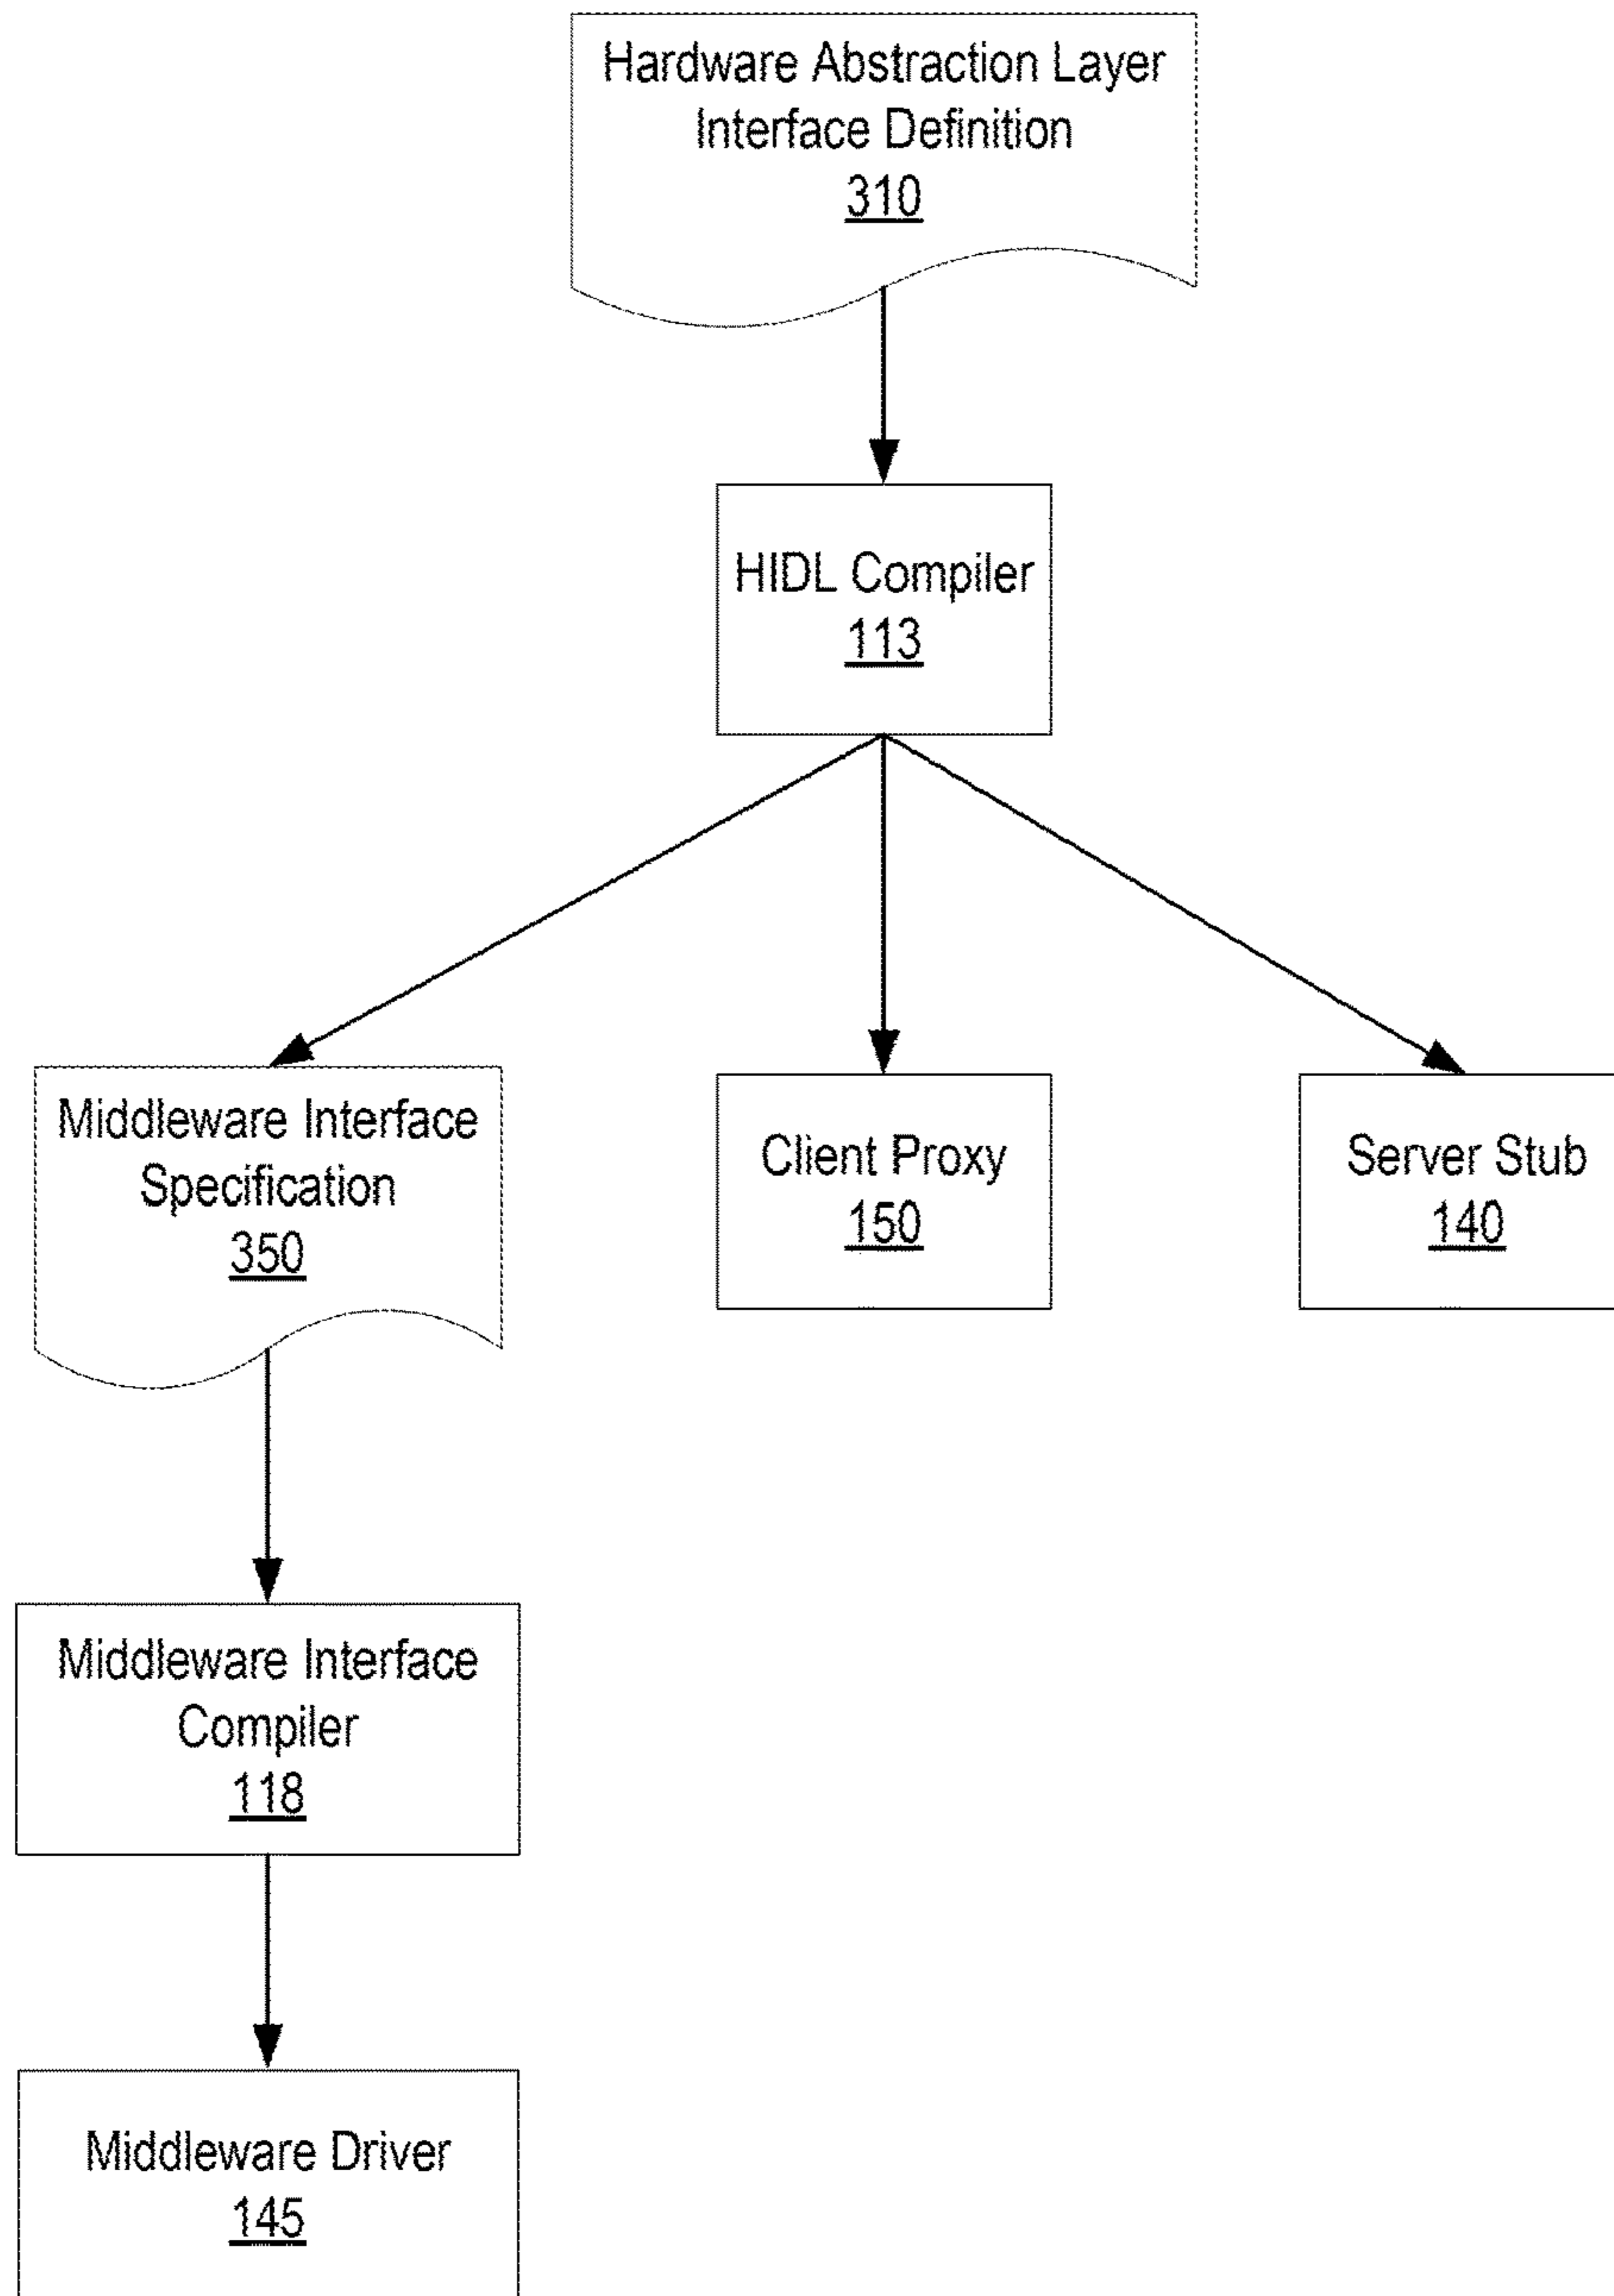 Hardware Abstraction Layer
Interface Definition
310
HIDL Compiler
113
Middleware Interface
Specification
350
Client Proxy
150
Server Stub
140
Middleware Interface
Compiler
118
Middleware Driver
145